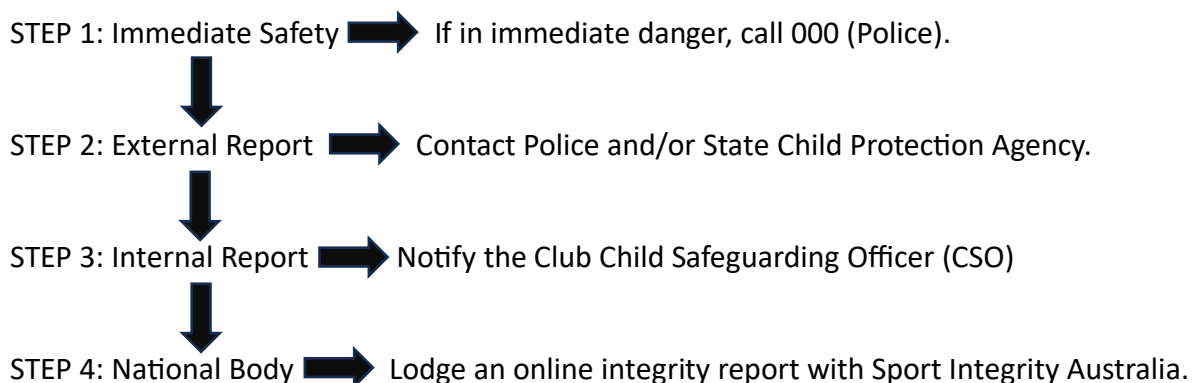 STEP 1: Immediate Safety If in immediate danger, call 000 (Police).
STEP 2: External Report Contact Police and/or State Child Protection Agency.
STEP 3: Internal Report Notify the Club Child Safeguarding Officer (CSO)
STEP 4: National Body Lodge an online integrity report with Sport Integrity Australia.